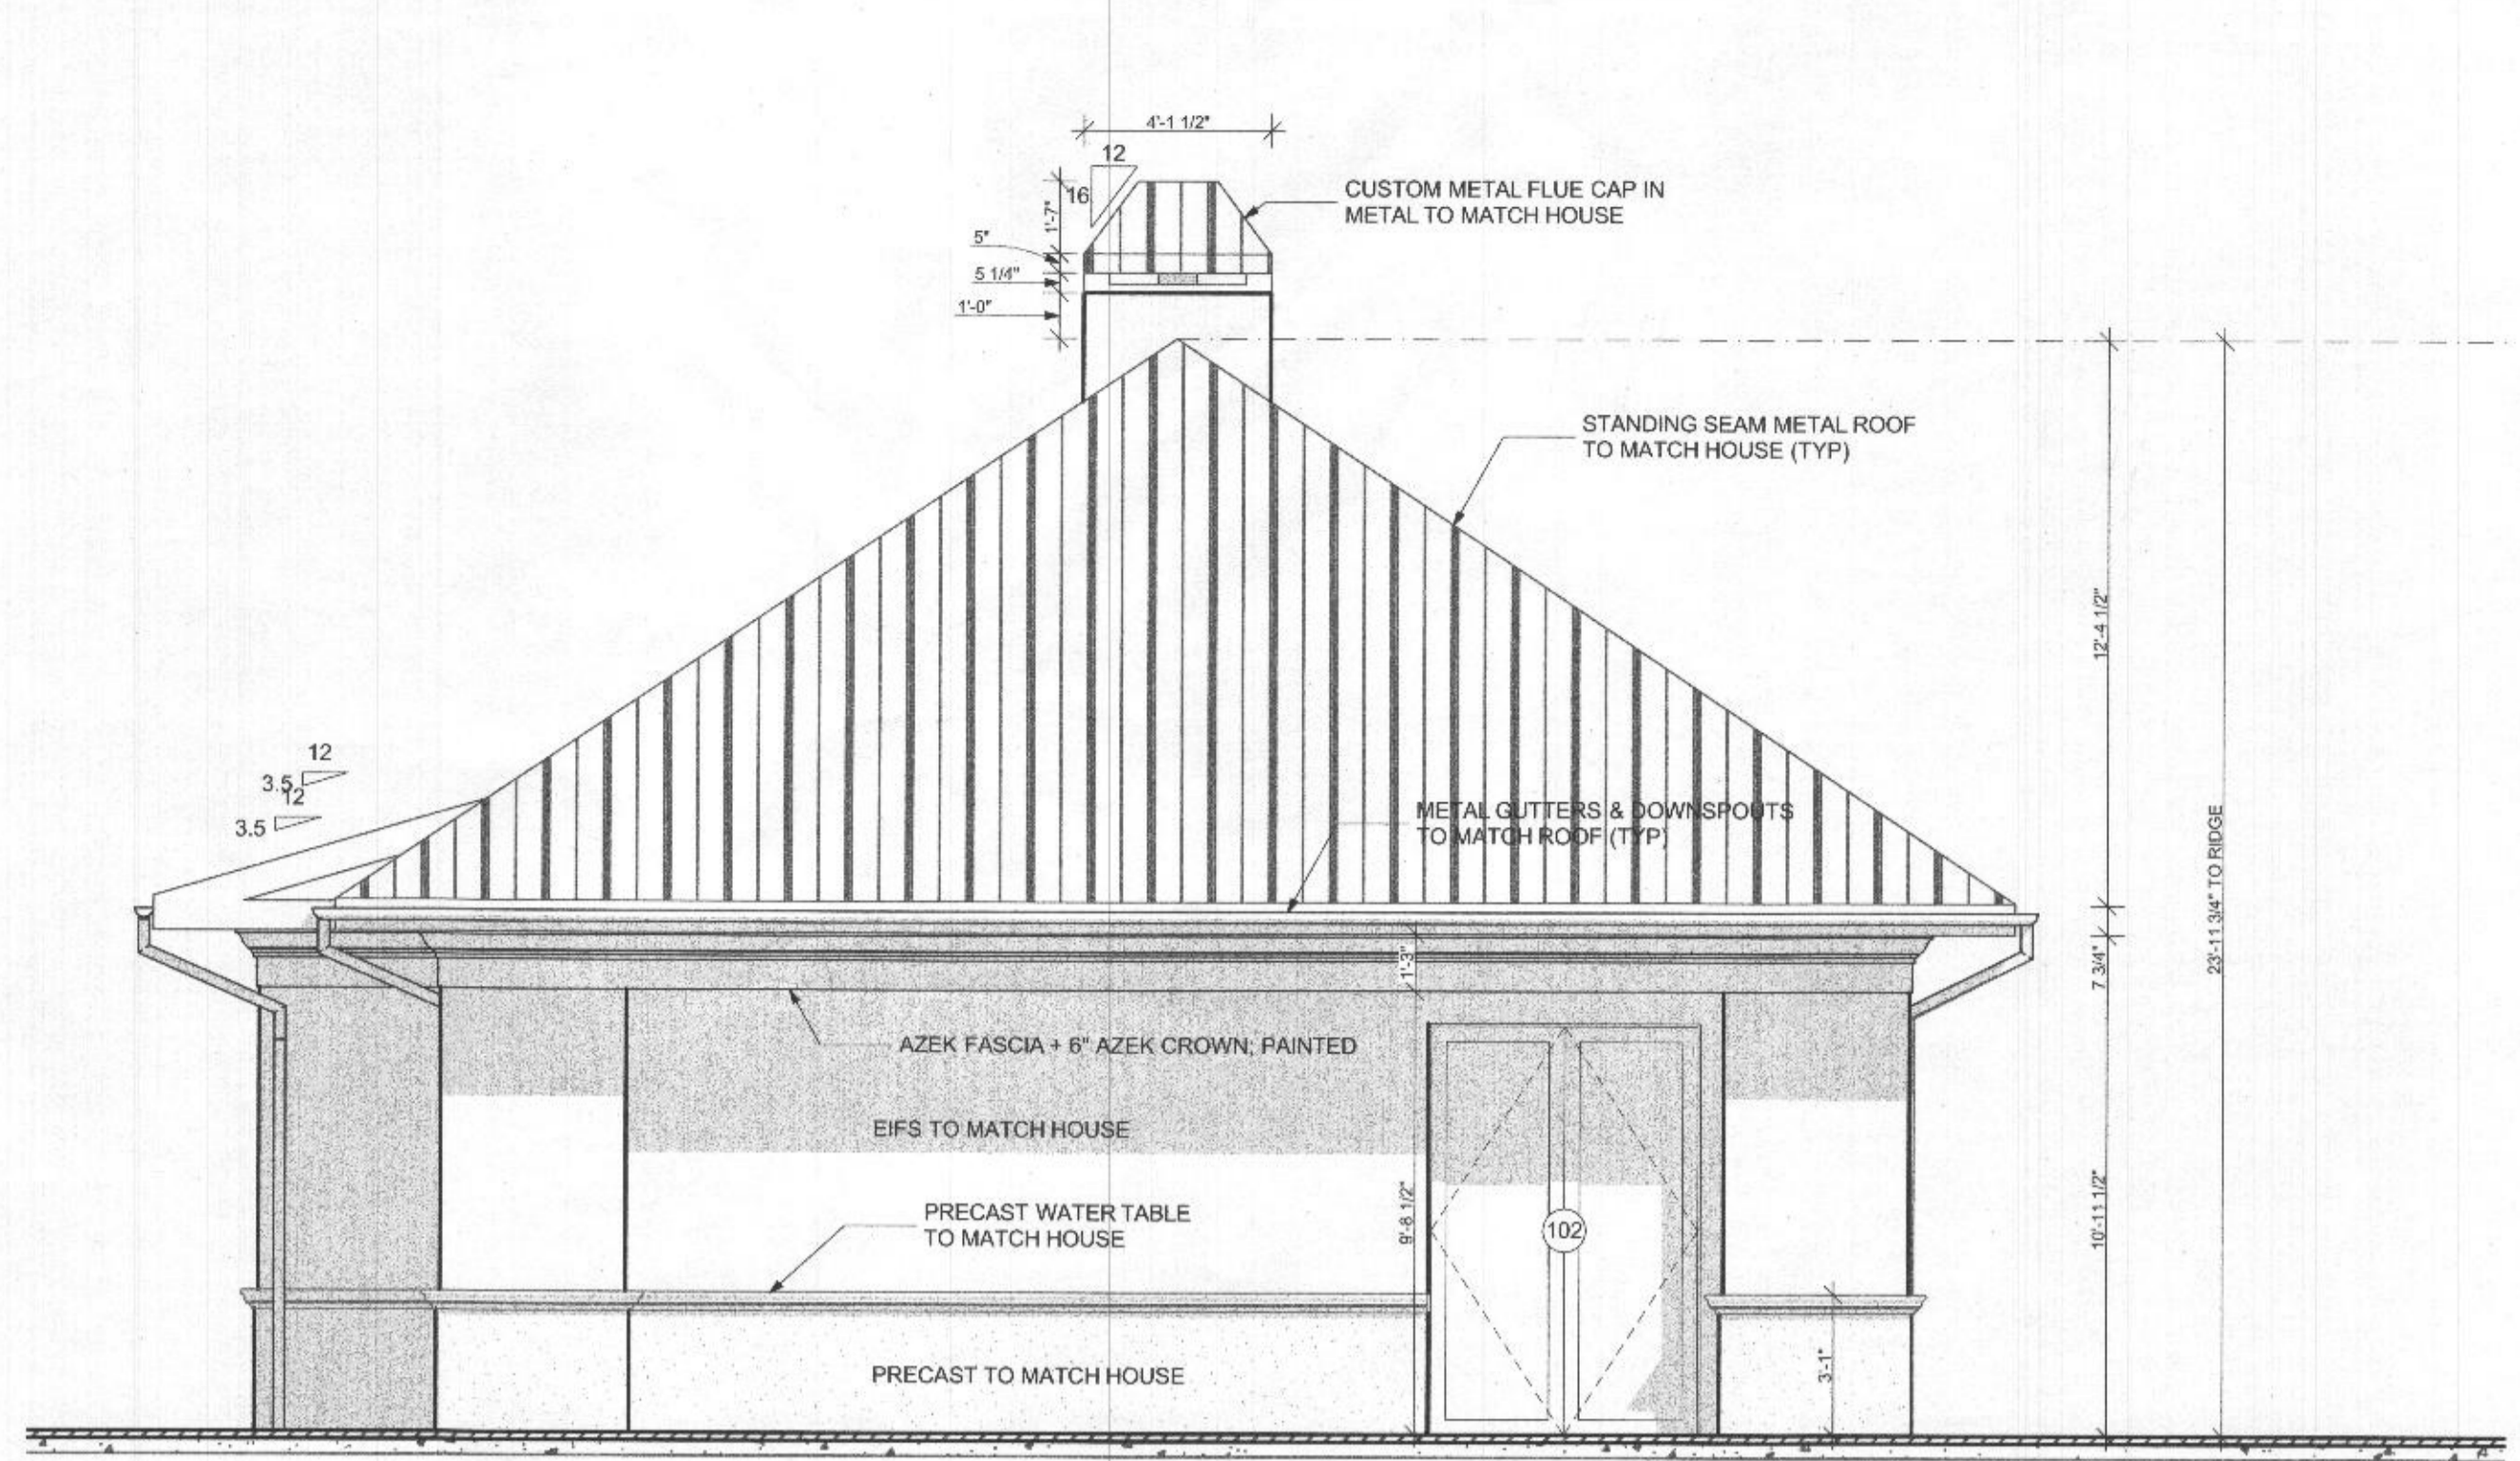 4'-1 1/2"
12
16
1'-7"
CUSTOM METAL FLUE CAP IN
METAL TO MATCH HOUSE
5"
5 1/4"
1'-0"
STANDING SEAM METAL ROOF
TO MATCH HOUSE (TYP)
12'-4 1/2"
12
3.5
12
3.5
METAL GUTTERS & DOWNSPOUTS
TO MATCH ROOF (TYP)
23'-11 3/4" TO RIDGE
1'-3"
7 3/4"
AZEK FASCIA + 6" AZEK CROWN; PAINTED
EIFS TO MATCH HOUSE
PRECAST WATER TABLE
TO MATCH HOUSE
9'-8 1/2"
102
10'-11 1/2"
PRECAST TO MATCH HOUSE
3'-1"